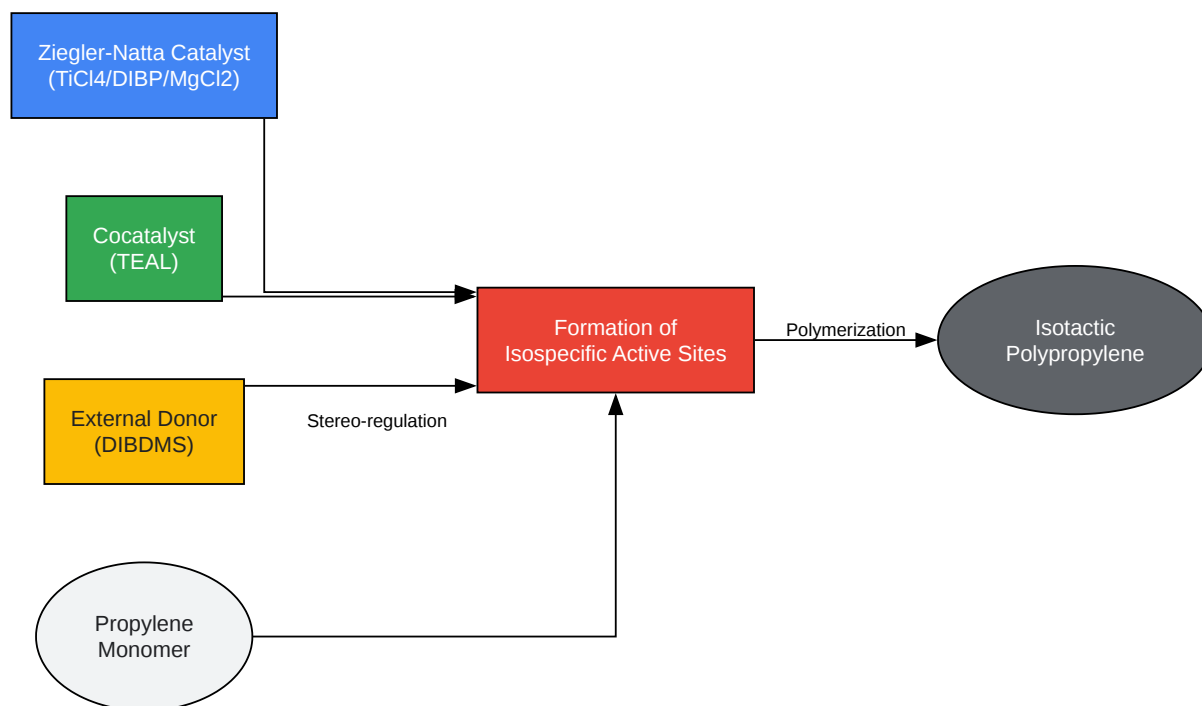 Ziegler-Natta Catalyst
(TiCl4/DIBP/MgCl2)
Cocatalyst
(TEAL)
Formation of
Isospecific Active Sites
Polymerization
Isotactic
Polypropylene
External Donor
(DIBDMS)
Stereo-regulation
Propylene
Monomer